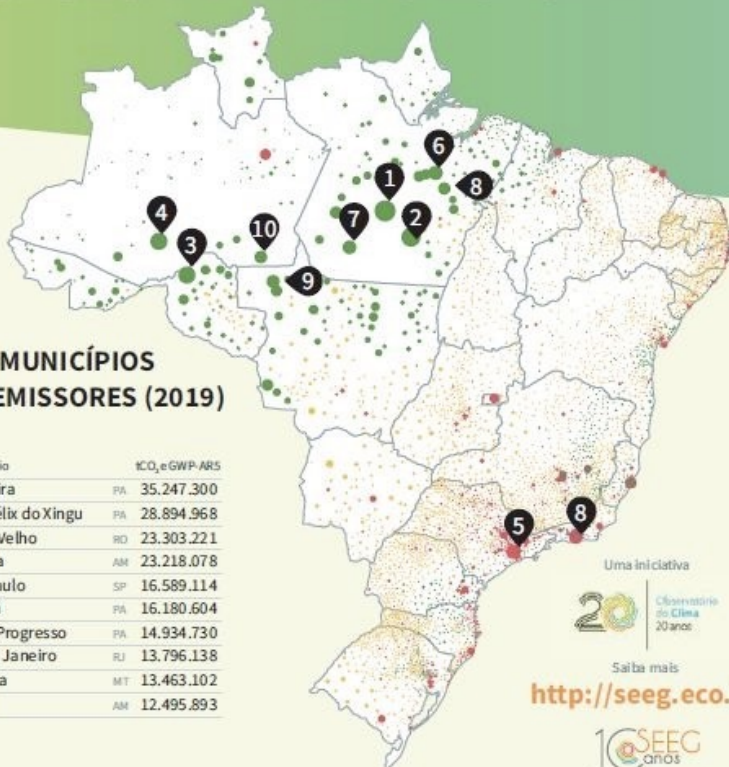 6
1
8
4
7
2
3
10
9
MUNICÍPIOS
EMISSORES (2019)
tCO₂e GWP-AR5
PA 35.247.300
élix do Xingu PA 28.894.968
Velho RO 23.303.221
AM 23.218.078
SP 16.589.114
PA 16.180.604
Progresso PA 14.934.730
Janeiro RJ 13.796.138
MT 13.463.102
AM 12.495.893
5
8
Uma iniciativa
20
Observatório
do Clima
20 anos
Saiba mais
http://seeg.eco.
10 SEEG
anos